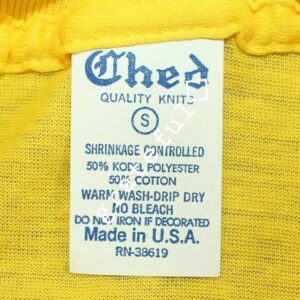 Ched
QUALITY KNITS
S
SHRINKAGE CONTROLLED
50% KODEL POLYESTER
50% COTTON
WARM WASH-DRIP DRY
NO BLEACH
DO NOT IRON IF DECORATED
Made in U.S.A.
RN-38619